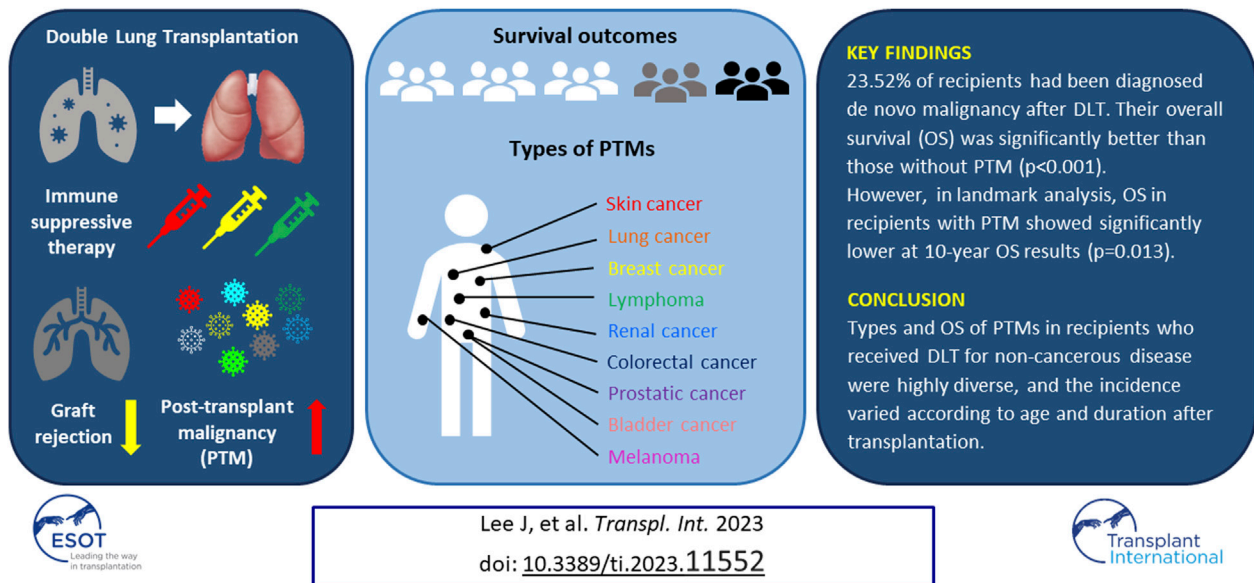 Double Lung Transplantation
Immune
suppressive
therapy
Graft
rejection
Post-transplant
malignancy
(PTM)
Survival outcomes
Types of PTMs
Skin cancer
Lung cancer
Breast cancer
Lymphoma
Renal cancer
Colorectal cancer
Prostatic cancer
Bladder cancer
Melanoma
KEY FINDINGS
23.52% of recipients had been diagnosed
de novo malignancy after DLT. Their overall
survival (OS) was significantly better than
those without PTM (p<0.001).
However, in landmark analysis, OS in
recipients with PTM showed significantly
lower at 10-year OS results (p=0.013).
CONCLUSION
Types and OS of PTMs in recipients who
received DLT for non-cancerous disease
were highly diverse, and the incidence
varied according to age and duration after
transplantation.
ESOT
Leading the way
in transplantation
Lee J, et al. Transpl. Int. 2023
doi: 10.3389/ti.2023.11552
Transplant
International